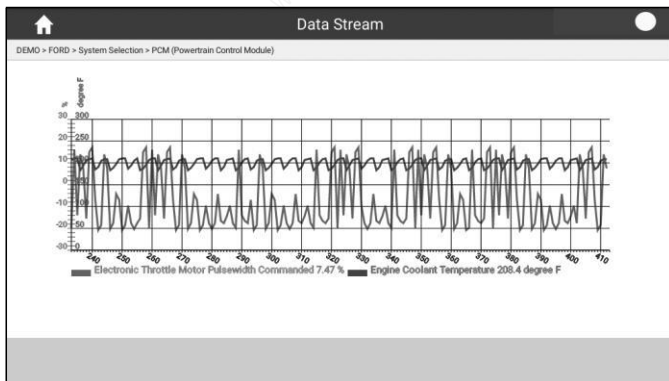 Data Stream
DEMO > FORD > System Selection > PCM (Powertrain Control Module)
% degree F
30 300
20 250
10
0 150
-10 100
-20 50
-30 0
240 250 260 270 280 290 300 310 320 330 340 350 360 370 380 390 400 410
Electronic Throttle Motor Pulsewidth Commanded 7.47 % Engine Coolant Temperature 208.4 degree F